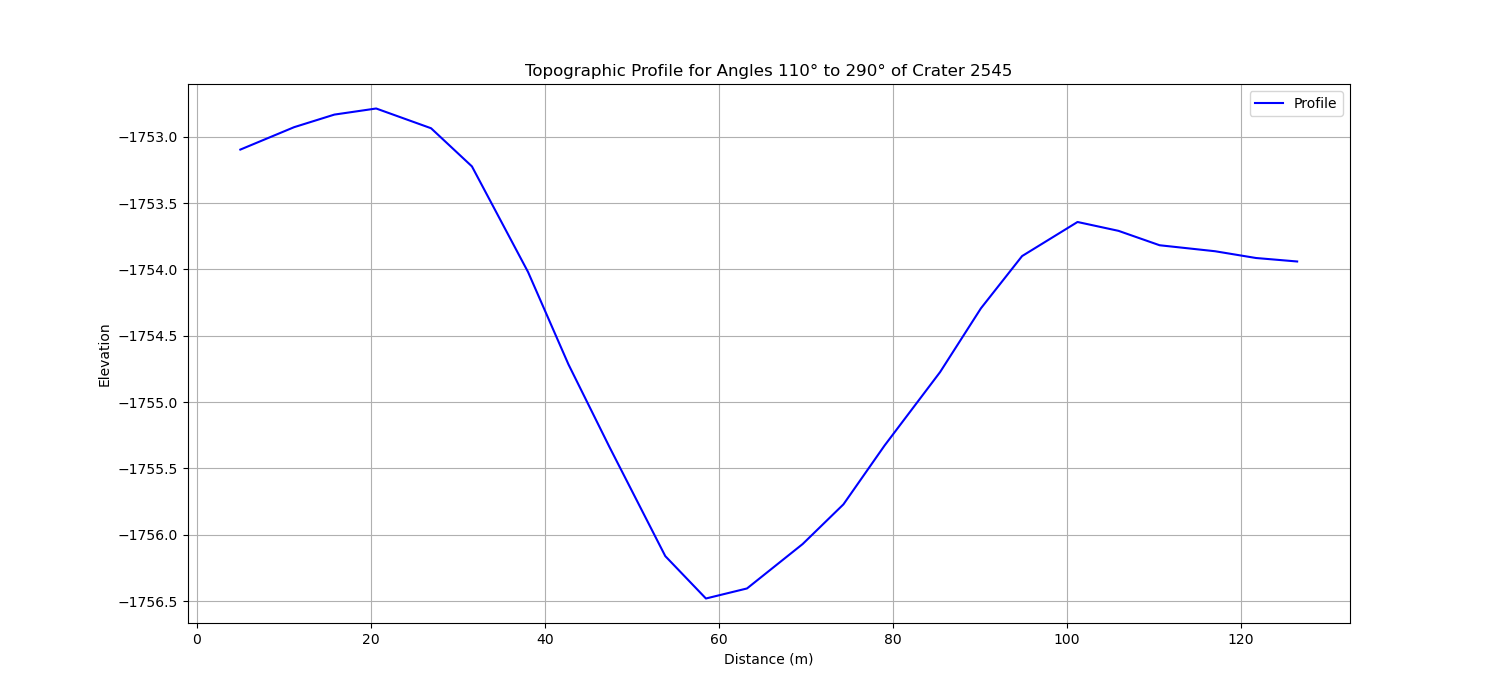 Topographic Profile for Angles 110° to 290° of Crater 2545
Profile
−1753.0
−1753.5
−1754.0
−1754.5
−1755.0
−1755.5
−1756.0
−1756.5
Elevation
0 20 40 60 80 100 120
Distance (m)